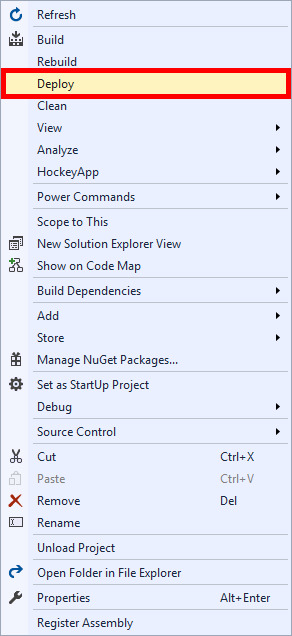 Refresh
Build
Rebuild
Deploy
Clean
View
Analyze
HockeyApp
Power Commands
Scope to This
New Solution Explorer View
Show on Code Map
Build Dependencies
Add
Store
Manage NuGet Packages...
Set as StartUp Project
Debug
Source Control
Cut Ctrl+X
Paste Ctrl+V
Remove Del
Rename
Unload Project
Open Folder in File Explorer
Properties Alt+Enter
Register Assembly